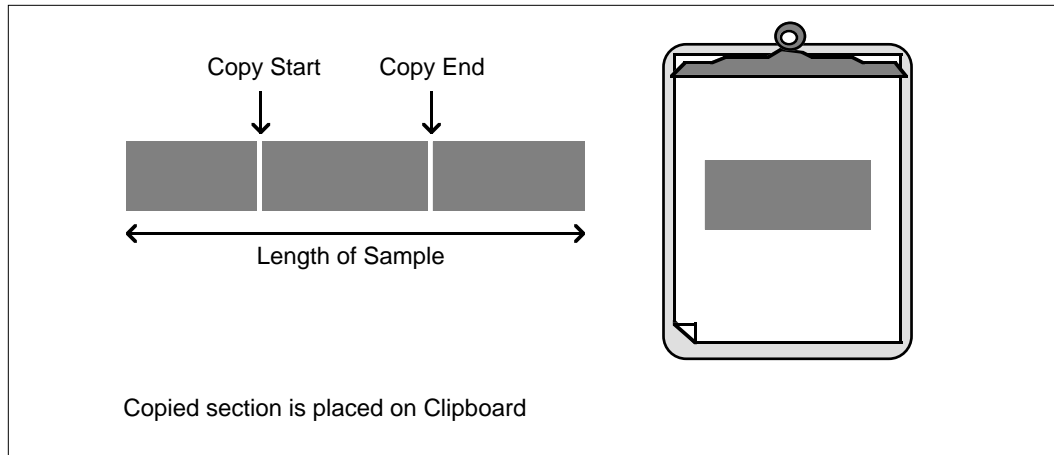 Copy Start Copy End
Length of Sample
Copied section is placed on Clipboard